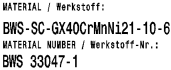 MATERIAL / Werkstoff:
BWS-SC-GX40CrMnNi21-10-6
MATERIAL NUMBER / Werkstoff-Nr.:
BWS 33047-1